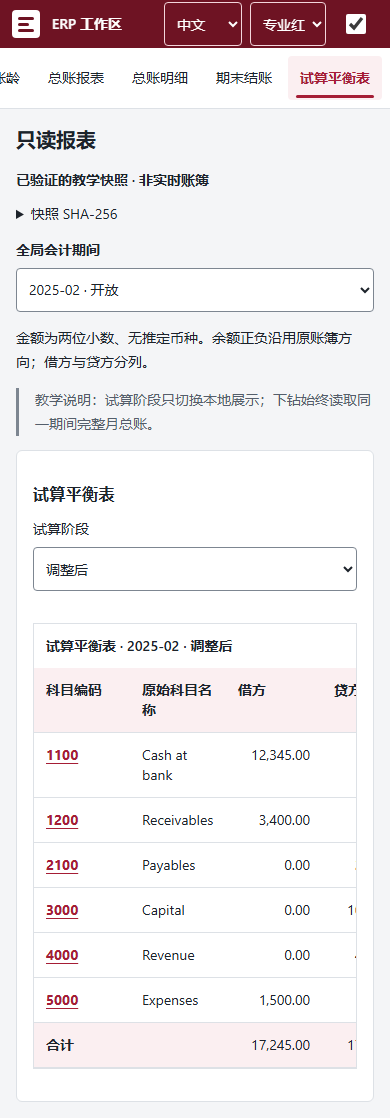 ERP 工作区
中文
专业红
总账报表
总账明细
期末结账
试算平衡表
只读报表
已验证的教学快照 · 非实时账簿
快照 SHA-256
全局会计期间
2025-02 · 开放
金额为两位小数、无推定币种。余额正负沿用原账簿方
向；借方与贷方分列。
教学说明：试算阶段只切换本地展示；下钻始终读取同
一期间完整月总账。
试算平衡表
试算阶段
调整后
试算平衡表 · 2025-02 · 调整后
科目编码 原始科目名 借方 贷方
称
1100 Cash at 12,345.00
bank
1200 Receivables 3,400.00
2100 Payables 0.00
3000 Capital 0.00
4000 Revenue 0.00
5000 Expenses 1,500.00
合计 17,245.00